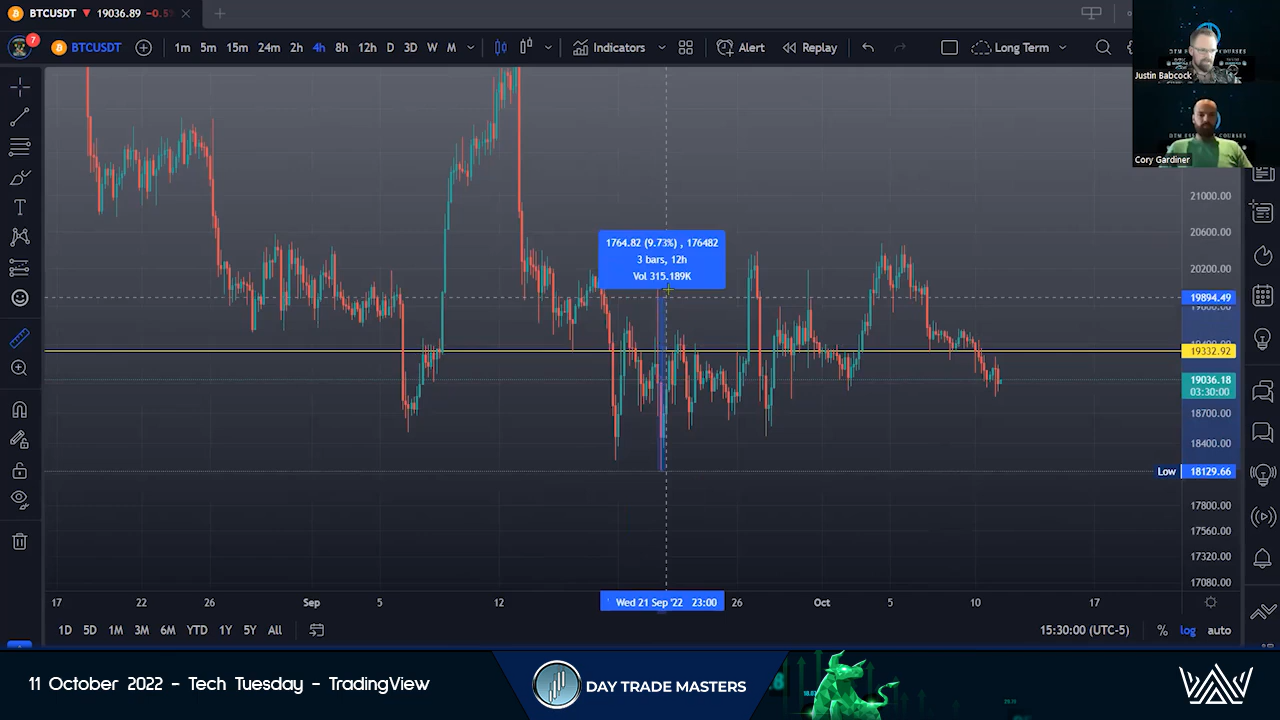 BTCUSDT 19036.89 -0.5
7 BTCUSDT 1m 5m 15m 24m 2h 4h 8h 12h D 3D W M Indicators Alert Replay Long Term
Justin Babcock
Cory Gardiner
21000.00
20600.00
1764.82 (9.73%) , 176482
3 bars, 12h
Vol 315.189K
20200.00
19894.49
19800.00
19332.92
19036.18
03:30:00
18700.00
18400.00
Low 18129.66
17800.00
17560.00
17320.00
17080.00
17 22 26 Sep 5 12 Wed 21 Sep '22 23:00 26 Oct 5 10 17
1D 5D 1M 3M 6M YTD 1Y 5Y All 15:30:00 (UTC-5) % log auto
11 October 2022 - Tech Tuesday - TradingView DAY TRADE MASTERS